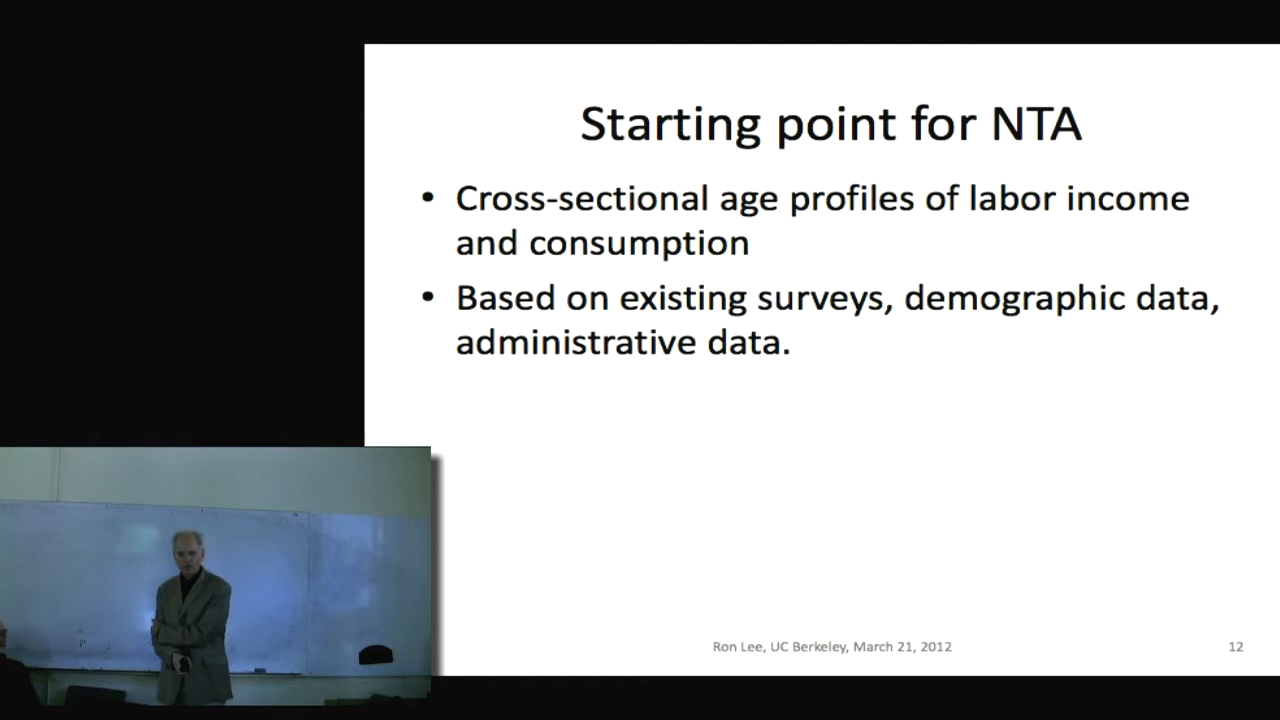 Starting point for NTA
• Cross-sectional age profiles of labor income
and consumption
• Based on existing surveys, demographic data,
administrative data.
Ron Lee, UC Berkeley, March 21, 2012
12